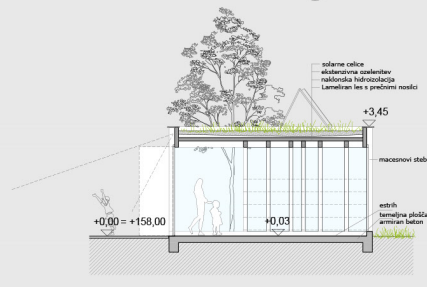 solarne celice
ekstenzivna ozelenitev
naklonska hidroizolacija
Lameliran les s prečnimi nosilci
+3,45
macesnovi steb
estrih
temeljna plošča
armiran beton
+0,00 = +158,00
+0,03